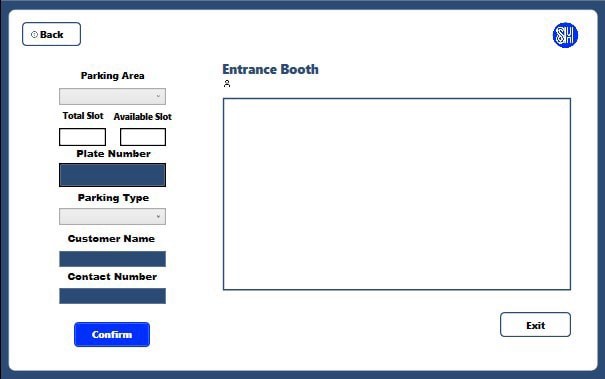 Back
SM
Parking Area
Total Slot
Available Slot
Plate Number
Parking Type
Customer Name
Contact Number
Confirm
Entrance Booth
Exit